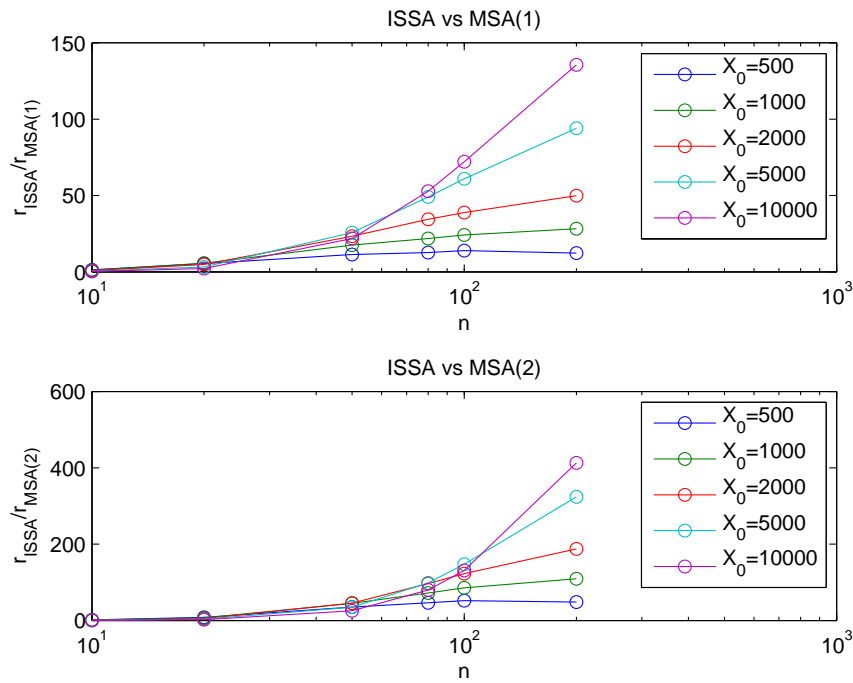 ISSA vs MSA(1)
r_ISSA/r_MSA(1)
150
100
50
0
10^1
10^2
10^3
n
X_0=500
X_0=1000
X_0=2000
X_0=5000
X_0=10000
ISSA vs MSA(2)
r_ISSA/r_MSA(2)
600
400
200
0
10^1
10^2
10^3
n
X_0=500
X_0=1000
X_0=2000
X_0=5000
X_0=10000